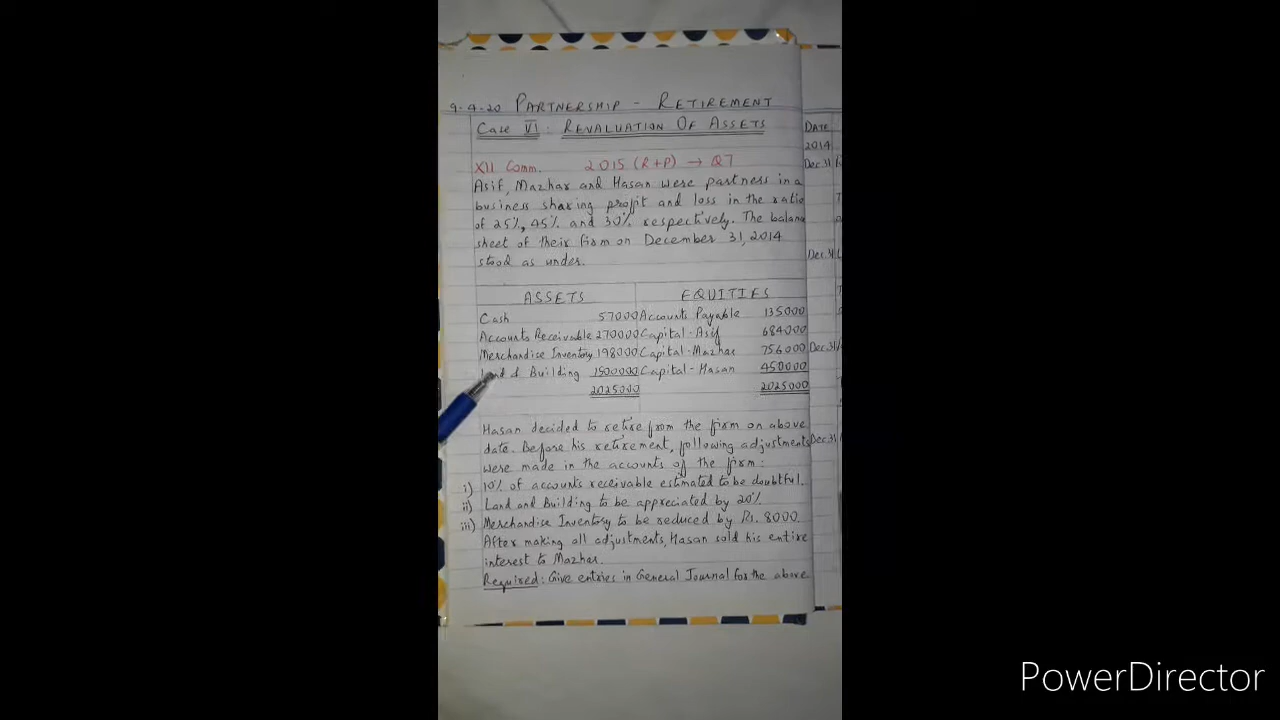 9-4-20 PARTNERSHIP - RETIREMENT
CASE VI: REVALUATION OF ASSETS
XII Comm. 2015 (R+P) → Q7
Asif, Mazhar and Hasan were partners in a
business sharing profit and loss in the ratio
of 25%, 45% and 30% respectively. The balan
sheet of their firm on December 31, 2014
stood as under.
ASSETS EQUITIES
Cash 57000 Accounts Payable 135000
Accounts Receivable 270000 Capital-Asif 684000
Merchandise Inventory 198000 Capital-Mazhar 756000
Land & Building 1500000 Capital-Hasan 450000
2025000 2025000
Hasan decided to retire from the firm on above
date. Before his retirement, following adjustments
were made in the accounts of the firm:
i) 10% of accounts receivable estimated to be doubtful.
ii) Land and Building to be appreciated by 20%
iii) Merchandise Inventory to be reduced by Rs. 8000.
After making all adjustments, Hasan sold his entire
interest to Mazhar.
Required: Give entries in General Journal for the above
DATE
2014
Dec 31
Dec 31
Dec 31
Dec 31
PowerDirector